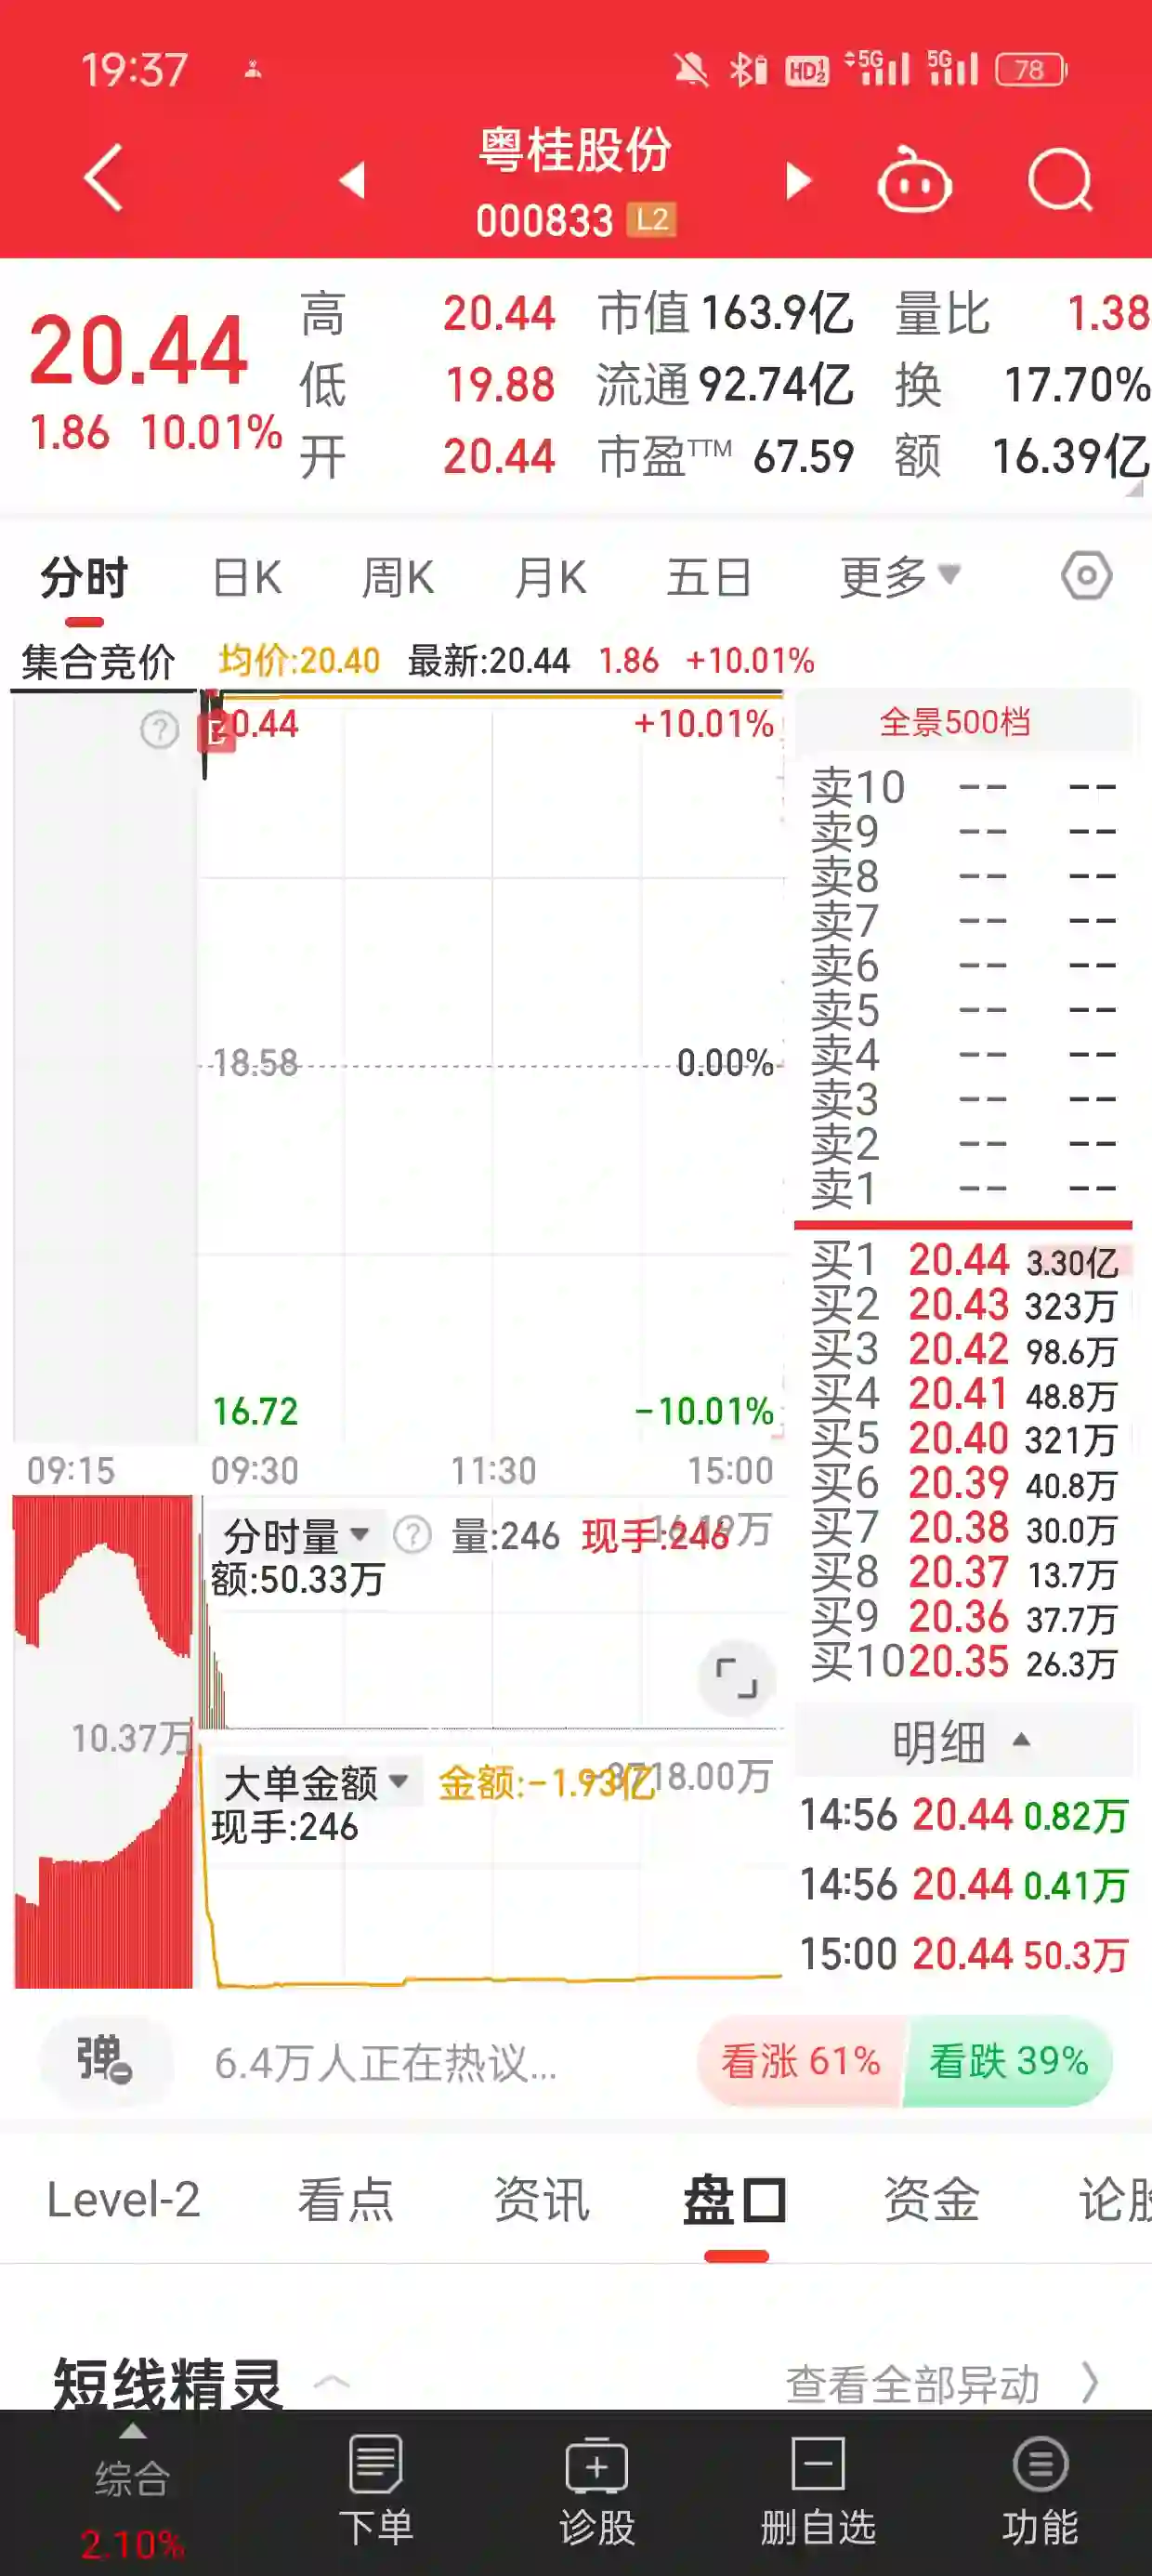 19:37
HD 1 2 5G 5G 78
粤桂股份
000833 L2
20.44
1.86 10.01%
高 20.44 市值 163.9亿 量比 1.38
低 19.88 流通 92.74亿 换 17.70%
开 20.44 市盈TTM 67.59 额 16.39亿
分时 日K 周K 月K 五日 更多
集合竞价 均价:20.40 最新:20.44 1.86 +10.01%
20.44 +10.01%
18.58 0.00%
16.72 -10.01%
09:15 09:30 11:30 15:00
全景500档
卖10 -- --
卖9 -- --
卖8 -- --
卖7 -- --
卖6 -- --
卖5 -- --
卖4 -- --
卖3 -- --
卖2 -- --
卖1 -- --
买1 20.44 3.30亿
买2 20.43 323万
买3 20.42 98.6万
买4 20.41 48.8万
买5 20.40 321万
买6 20.39 40.8万
买7 20.38 30.0万
买8 20.37 13.7万
买9 20.36 37.7万
买10 20.35 26.3万
分时量 量:246 现手:246
额:50.33万
10.37万
大单金额 金额:-1.93亿
现手:246
明细
14:56 20.44 0.82万
14:56 20.44 0.41万
15:00 20.44 50.3万
弹 6.4万人正在热议... 看涨 61% 看跌 39%
Level-2 看点 资讯 盘口 资金 论股
短线精灵 查看全部异动
综合 下单 诊股 删自选 功能
2.10%